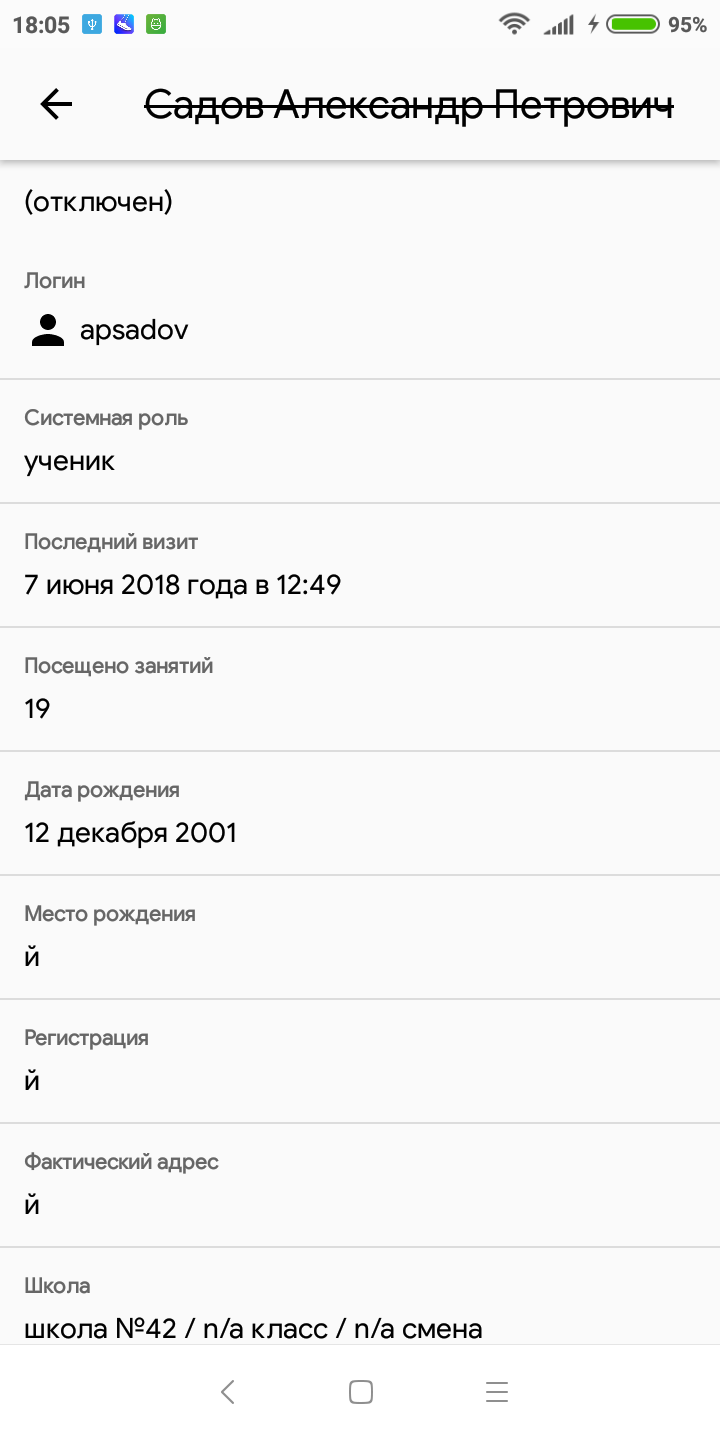 18:05 95%
Садов Александр Петрович
(отключен)
Логин
apsadov
Системная роль
ученик
Последний визит
7 июня 2018 года в 12:49
Посещено занятий
19
Дата рождения
12 декабря 2001
Место рождения
й
Регистрация
й
Фактический адрес
й
Школа
школа №42 / n/a класс / n/a смена